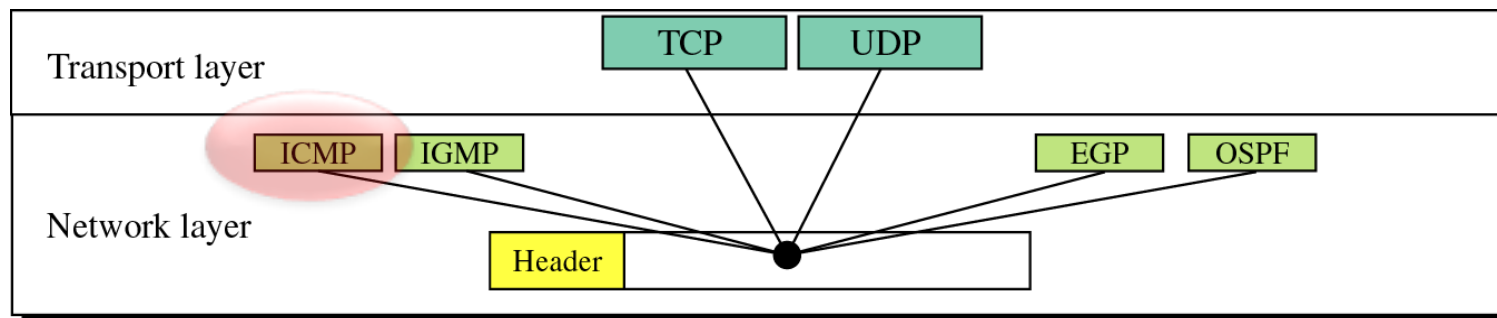 TCP UDP
Transport layer
ICMP IGMP EGP OSPF
Network layer
Header